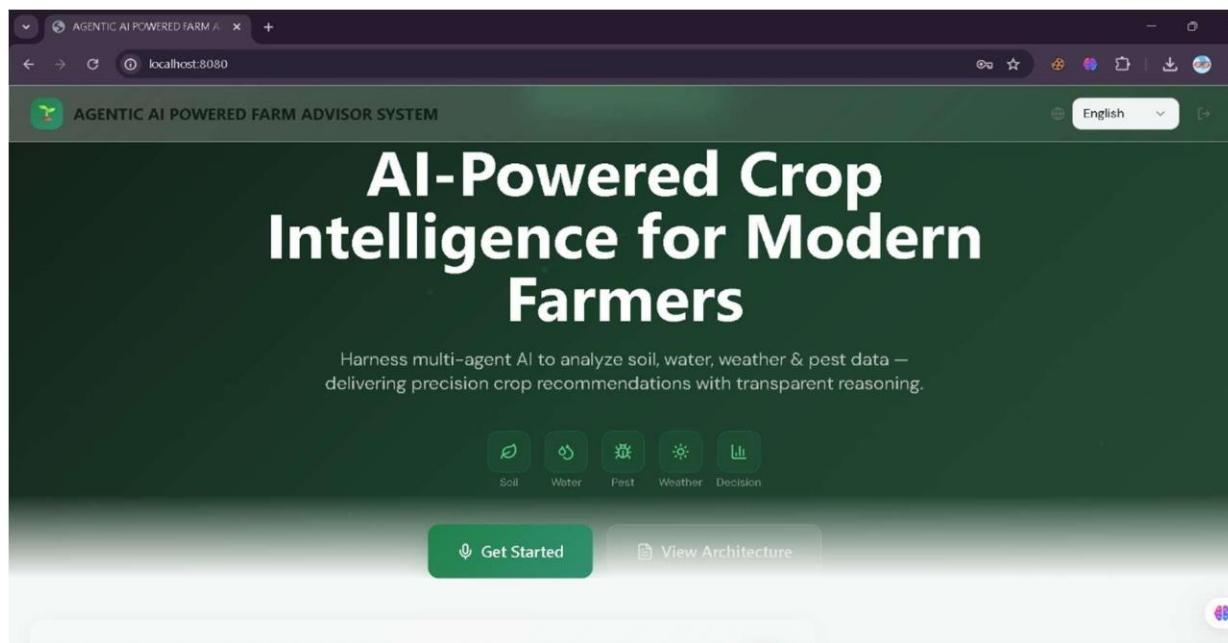 AGENTIC AI POWERED FARM A
localhost:8080
AGENTIC AI POWERED FARM ADVISOR SYSTEM
English
AI-Powered Crop
Intelligence for Modern
Farmers
Harness multi-agent AI to analyze soil, water, weather & pest data —
delivering precision crop recommendations with transparent reasoning.
Soil Water Pest Weather Decision
Get Started View Architecture